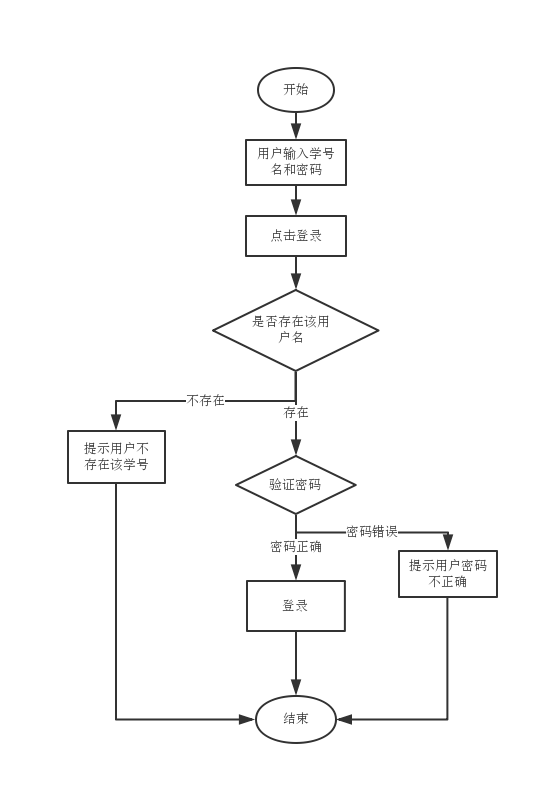 开始
用户输入学号
名和密码
点击登录
是否存在该用
户名
不存在
存在
提示用户不
存在该学号
验证密码
密码错误
密码正确
提示用户密码
不正确
登录
结束